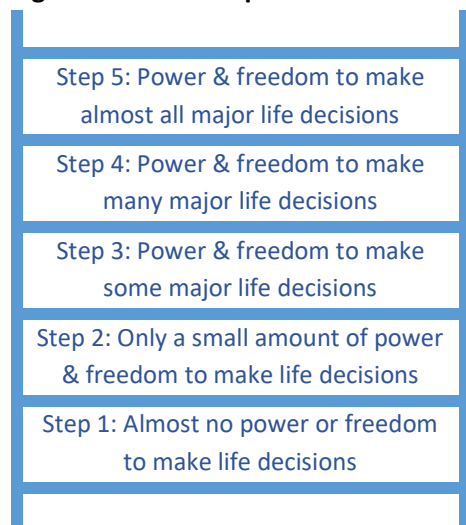 Step 5: Power & freedom to make
almost all major life decisions
Step 4: Power & freedom to make
many major life decisions
Step 3: Power & freedom to make
some major life decisions
Step 2: Only a small amount of power
& freedom to make life decisions
Step 1: Almost no power or freedom
to make life decisions